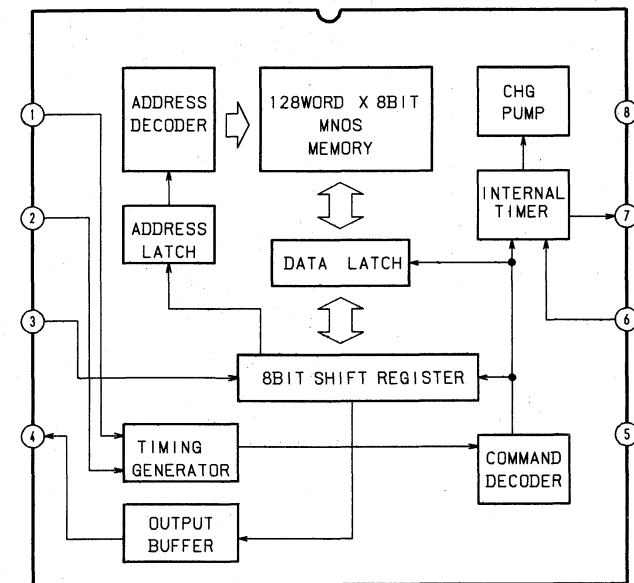 ADDRESS
DECODER
128WORD X 8BIT
MNOS
MEMORY
CHG
PUMP
1
8
ADDRESS
LATCH
INTERNAL
TIMER
2
7
DATA LATCH
3
6
8BIT SHIFT REGISTER
4
5
TIMING
GENERATOR
COMMAND
DECODER
OUTPUT
BUFFER